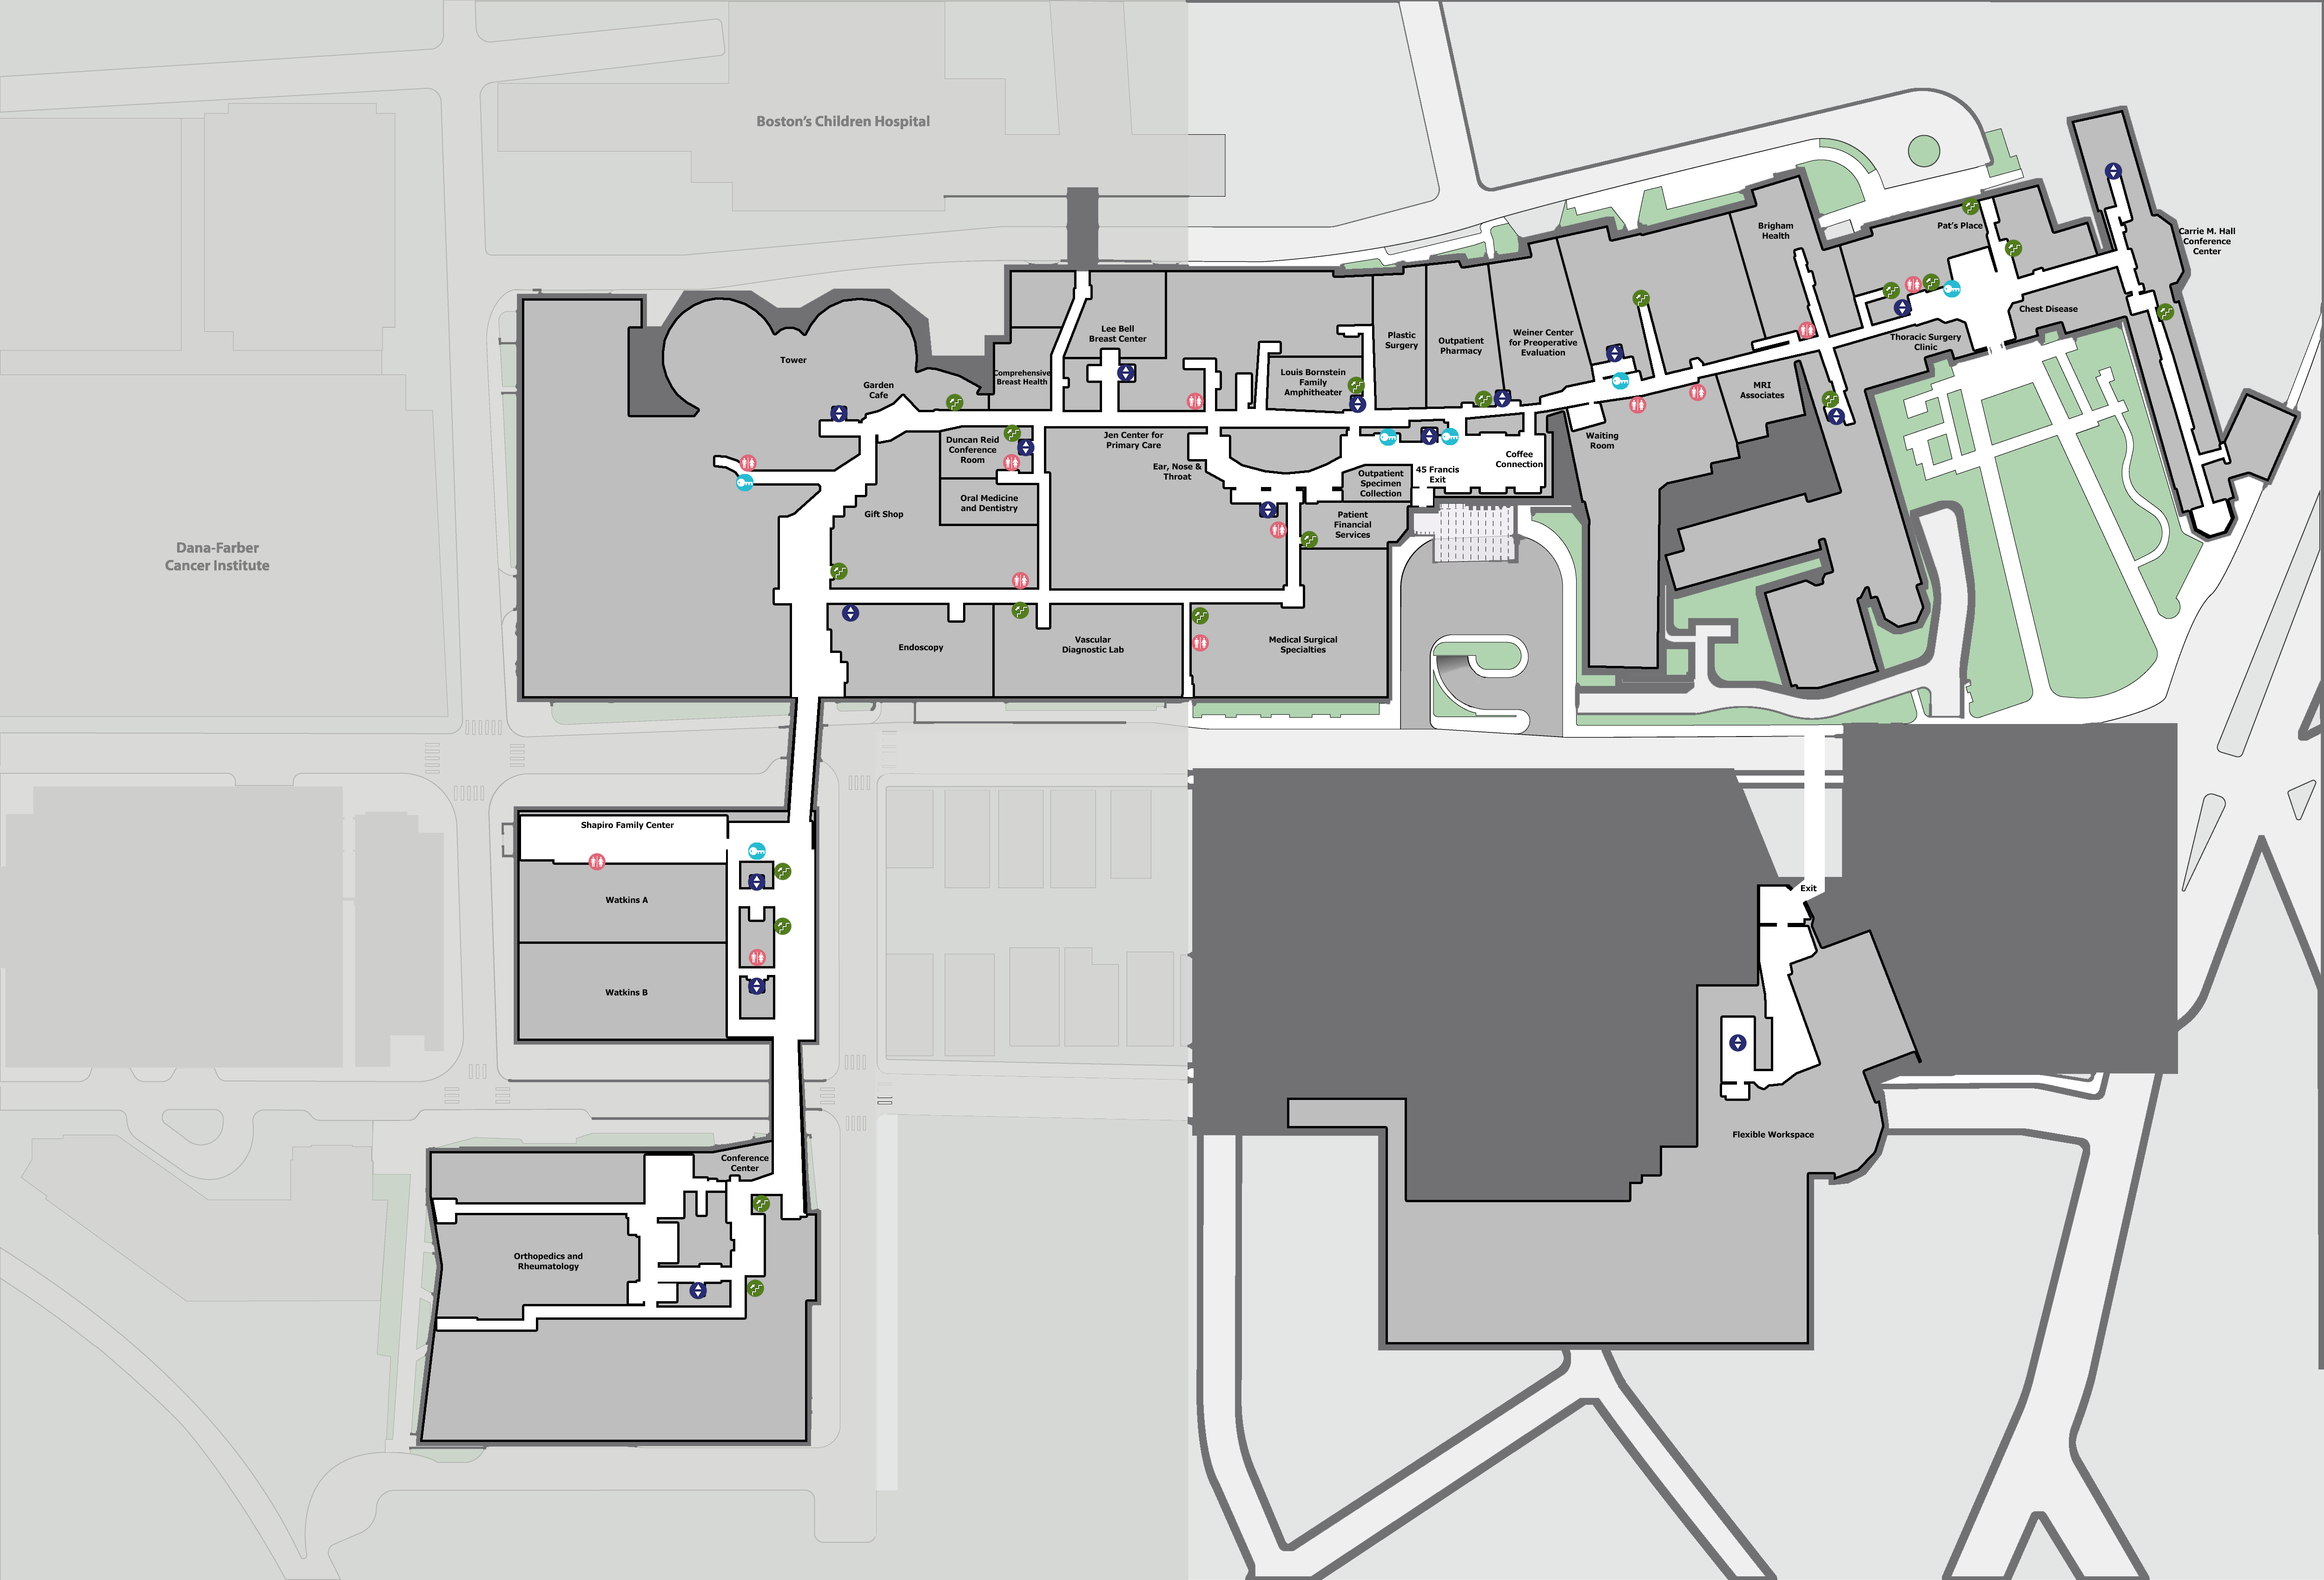 Boston's Children Hospital
Brigham
Health
Pat's Place
Carrie M. Hall
Conference
Center
Chest Disease
Thoracic Surgery
Clinic
Lee Bell
Breast Center
Plastic
Surgery
Outpatient
Pharmacy
Weiner Center
for Preoperative
Evaluation
Tower
Comprehensive
Breast Health
Louis Bornstein
Family
Amphitheater
Garden
Cafe
MRI
Associates
Duncan Reid
Conference
Room
Jen Center for
Primary Care
Waiting
Room
Ear, Nose &
Throat
Coffee
Connection
Outpatient
Specimen
Collection
45 Francis
Exit
Oral Medicine
and Dentistry
Gift Shop
Patient
Financial
Services
Dana-Farber
Cancer Institute
Endoscopy
Vascular
Diagnostic Lab
Medical Surgical
Specialties
Shapiro Family Center
Watkins A
Exit
Watkins B
Flexible Workspace
Conference
Center
Orthopedics and
Rheumatology